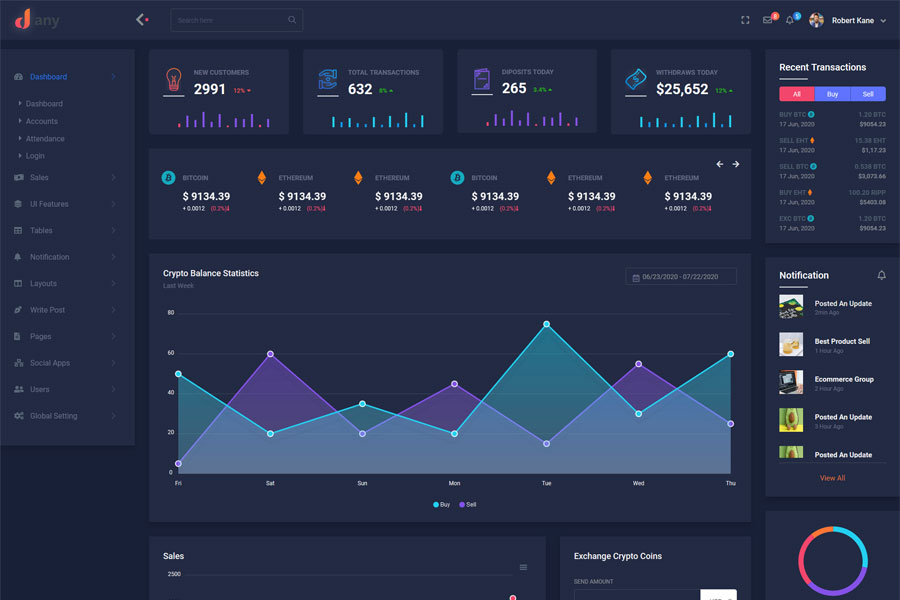 dany
Search here
8
5
Robert Kane
Dashboard
Dashboard
Accounts
Attendance
Login
Sales
UI Features
Tables
Notification
Layouts
Write Post
Pages
Social Apps
Users
Global Setting
NEW CUSTOMERS
2991 12%
TOTAL TRANSACTIONS
632 8%
DIPOSITS TODAY
265 3.4%
WITHDRAWS TODAY
$25,652 12%
BITCOIN
$ 9134.39
+ 0.0012 (0.2%)
ETHEREUM
$ 9134.39
+ 0.0012 (0.2%)
ETHEREUM
$ 9134.39
+ 0.0012 (0.2%)
BITCOIN
$ 9134.39
+ 0.0012 (0.2%)
ETHEREUM
$ 9134.39
+ 0.0012 (0.2%)
ETHEREUM
$ 9134.39
+ 0.0012 (0.2%)
Crypto Balance Statistics
Last Week
06/23/2020 - 07/22/2020
80
60
40
20
0
Fri Sat Sun Mon Tue Wed Thu
Buy Sell
Sales
2500
Exchange Crypto Coins
SEND AMOUNT
Recent Transactions
All Buy Sell
BUY BTC 1.20 BTC
17 Jun, 2020 $9054.23
SELL EHT 15.38 EHT
17 Jun, 2020 $1,17.23
SELL BTC 0.538 BTC
17 Jun, 2020 $3,073.66
BUY EHT 100.20 RIPP
17 Jun, 2020 $5403.08
EXC BTC 1.20 BTC
17 Jun, 2020 $9054.23
Notification
Posted An Update
2min Ago
Best Product Sell
1 Hour Ago
Ecommerce Group
2 Hour Ago
Posted An Update
3 Hour Ago
Posted An Update
View All